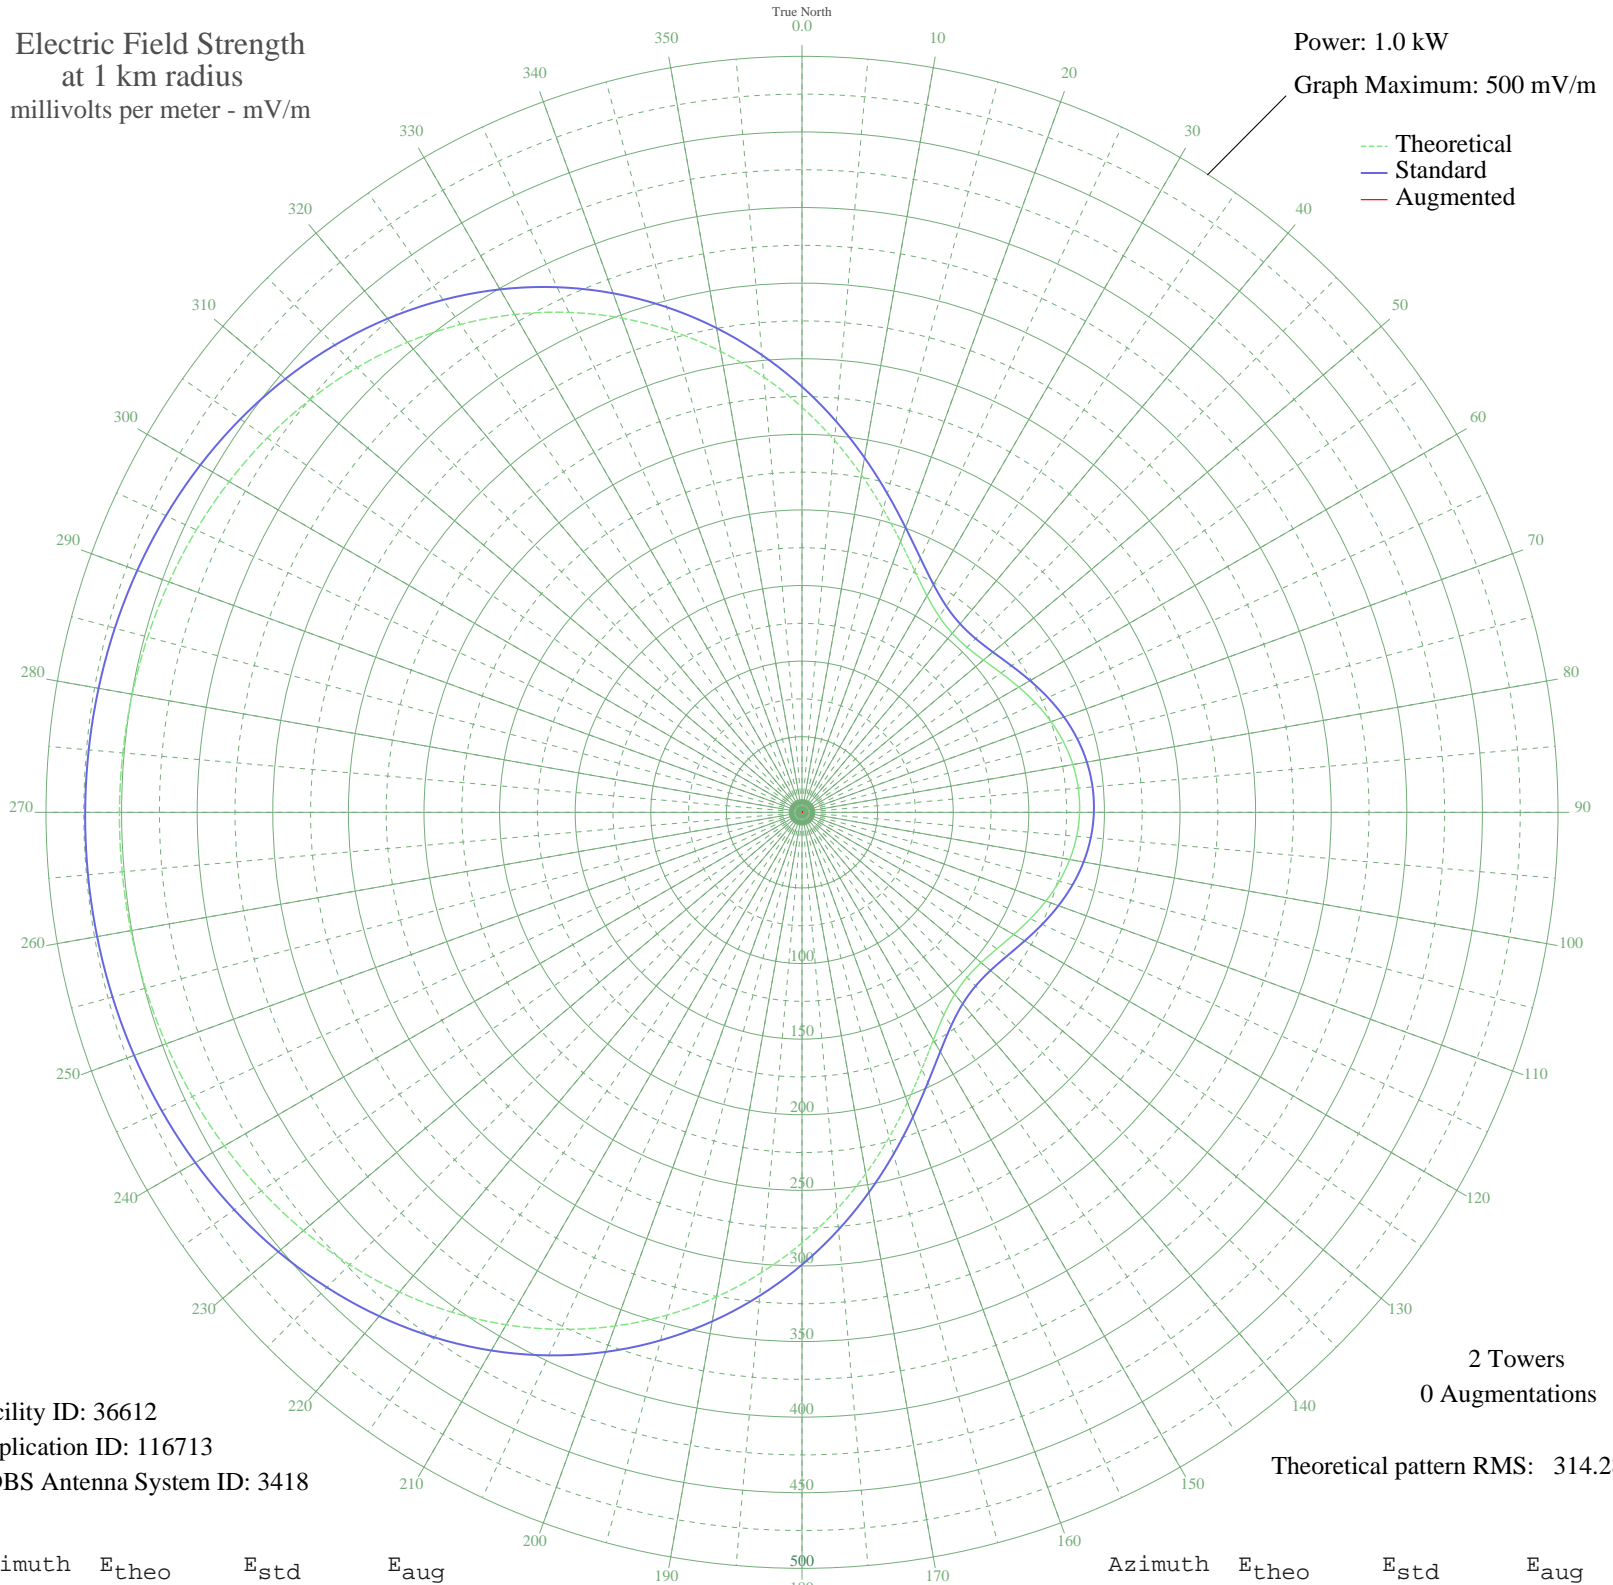 True North
0.0
Electric Field Strength
at 1 km radius
millivolts per meter - mV/m
Power: 1.0 kW
Graph Maximum: 500 mV/m
Theoretical
Standard
Augmented
10
20
30
40
50
60
70
80
90
100
110
120
130
140
150
160
170
190
200
210
220
230
240
250
260
270
280
290
300
310
320
330
340
350
100
150
200
250
300
350
400
450
500
2 Towers
0 Augmentations
Theoretical pattern RMS: 314.2
cility ID: 36612
plication ID: 116713
DBS Antenna System ID: 3418
imuth Etheo Estd Eaug
Azimuth Etheo Estd Eaug